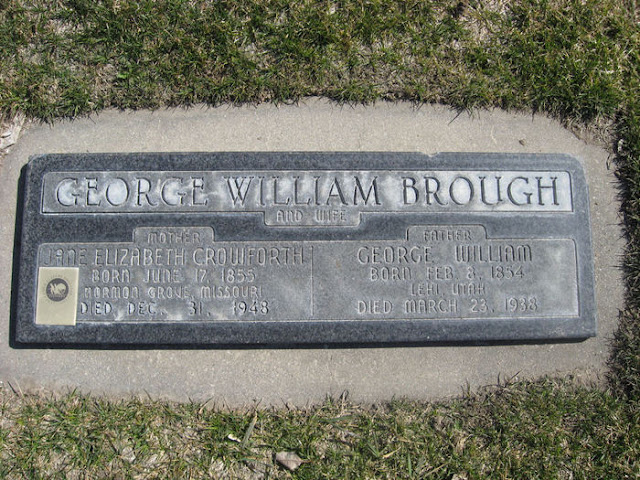 GEORGE WILLIAM BROUGH
AND WIFE
MOTHER
JANE ELIZABETH CROWFORTH
BORN JUNE 17, 1855
MORMON GROVE, MISSOURI
DIED DEC. 31, 1948
FATHER
GEORGE WILLIAM
BORN FEB. 8, 1854
LEHI, UTAH
DIED MARCH 23, 1938